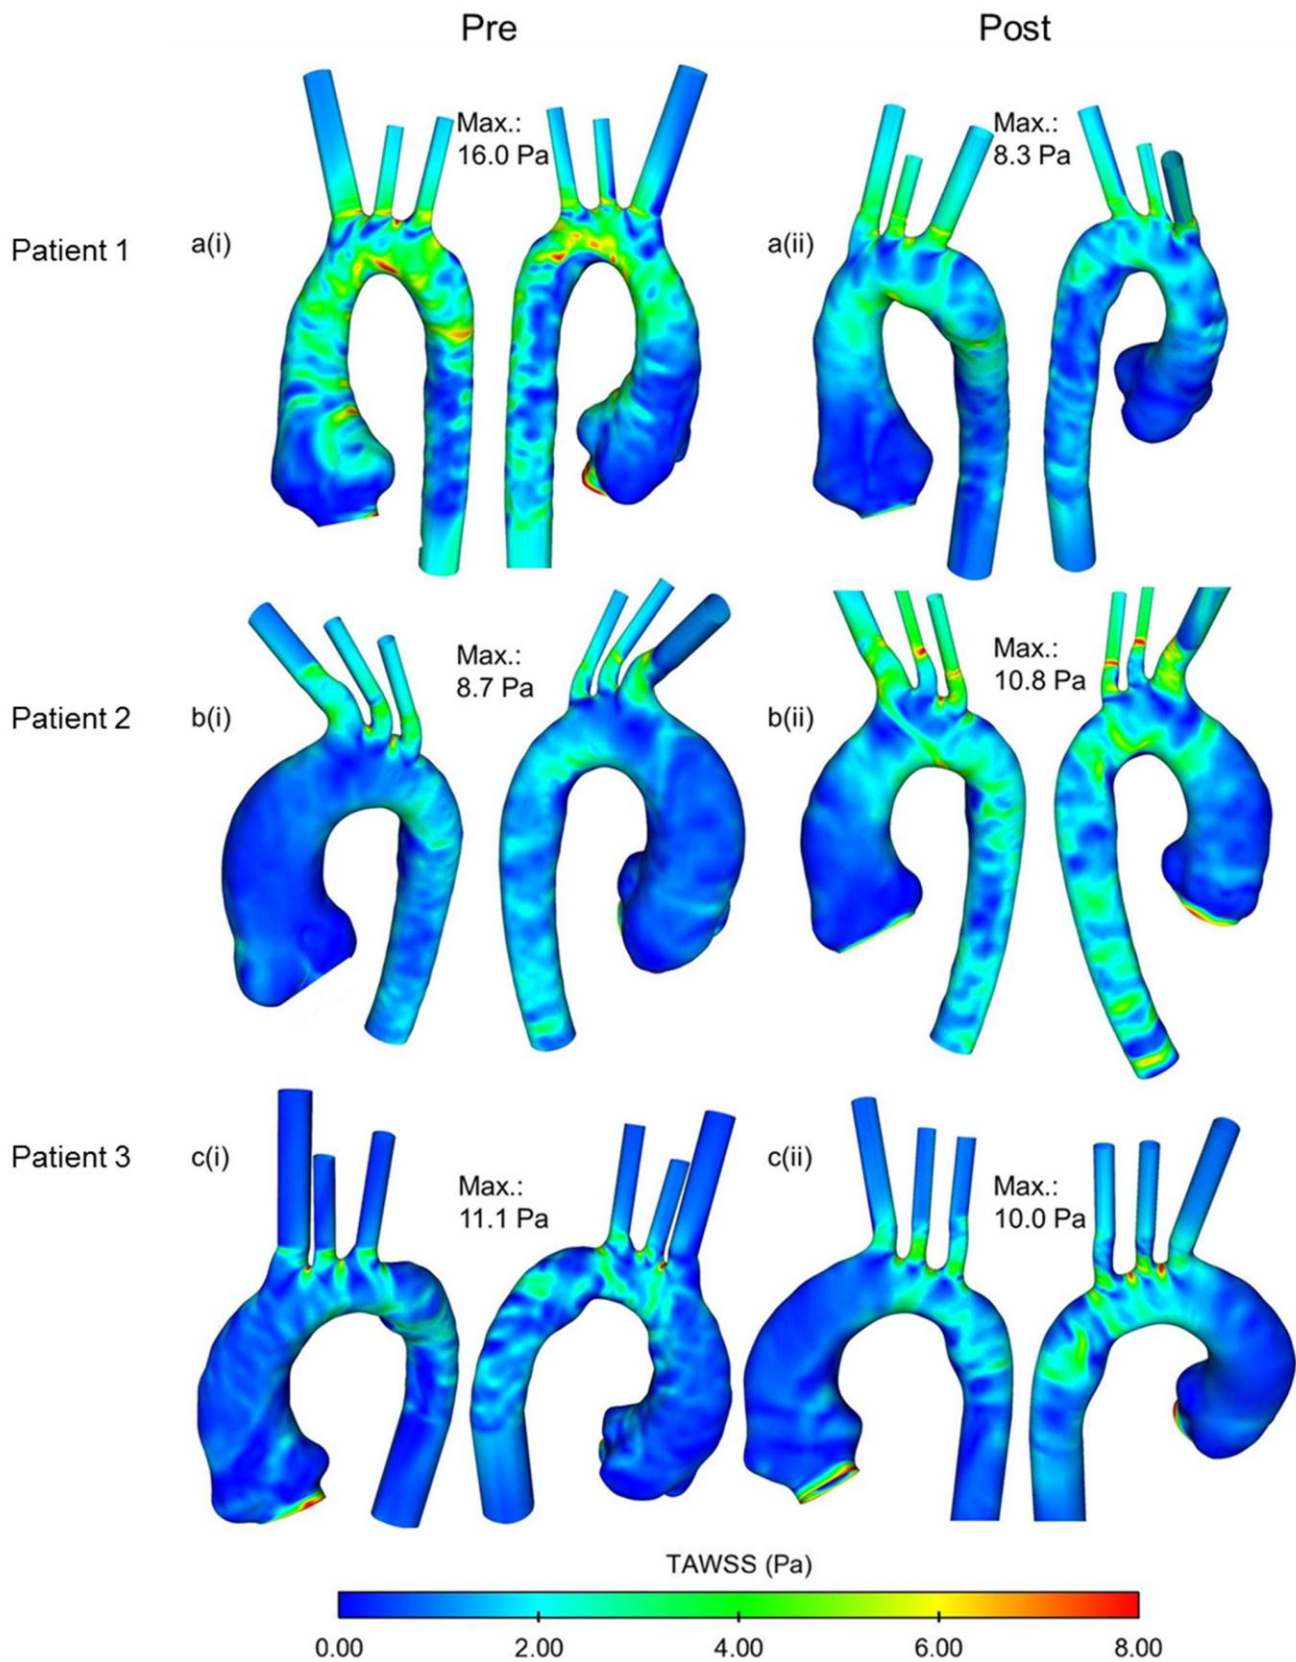 Pre
Post
Max.:
16.0 Pa
Max.:
8.3 Pa
Patient 1
a(i)
a(ii)
Max.:
8.7 Pa
Max.:
10.8 Pa
Patient 2
b(i)
b(ii)
Patient 3
c(i)
c(ii)
Max.:
11.1 Pa
Max.:
10.0 Pa
TAWSS (Pa)
0.00 2.00 4.00 6.00 8.00